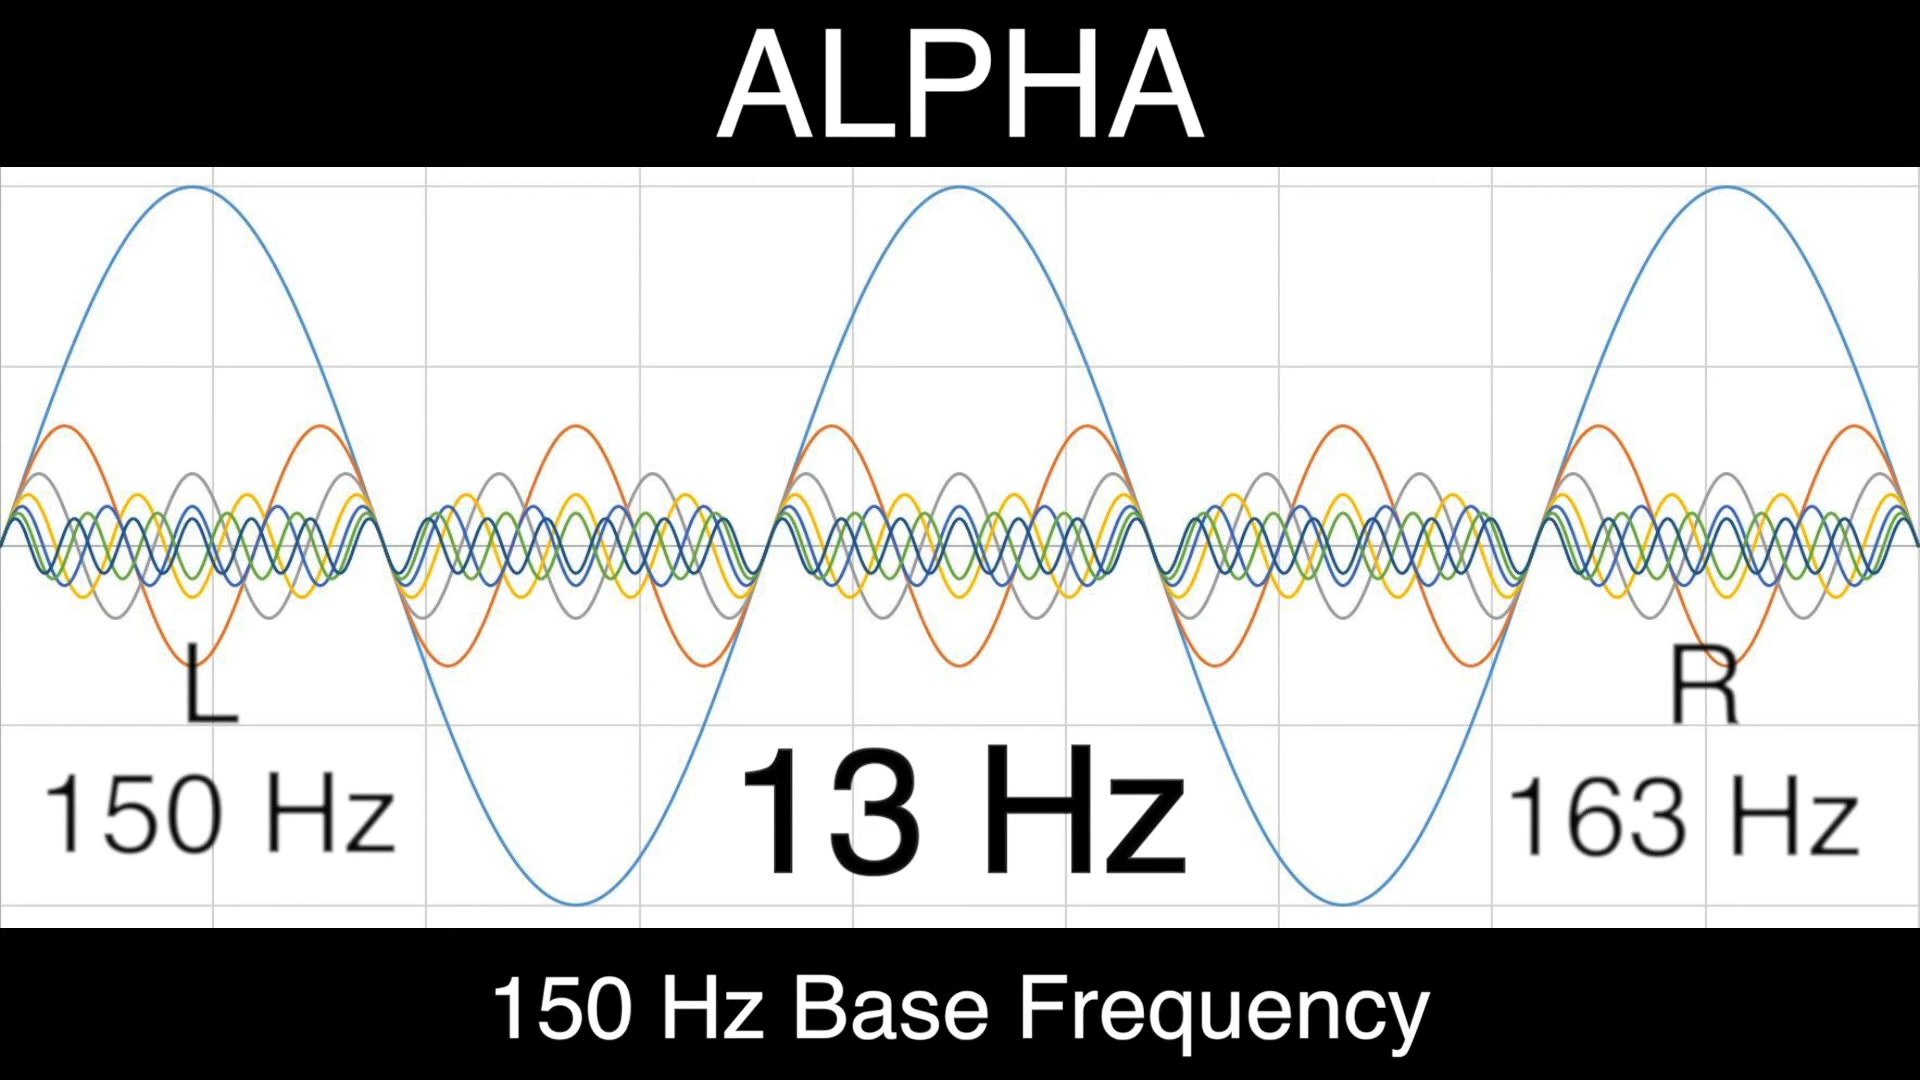 ALPHA
L
R
150 Hz
13 Hz
163 Hz
150 Hz Base Frequency